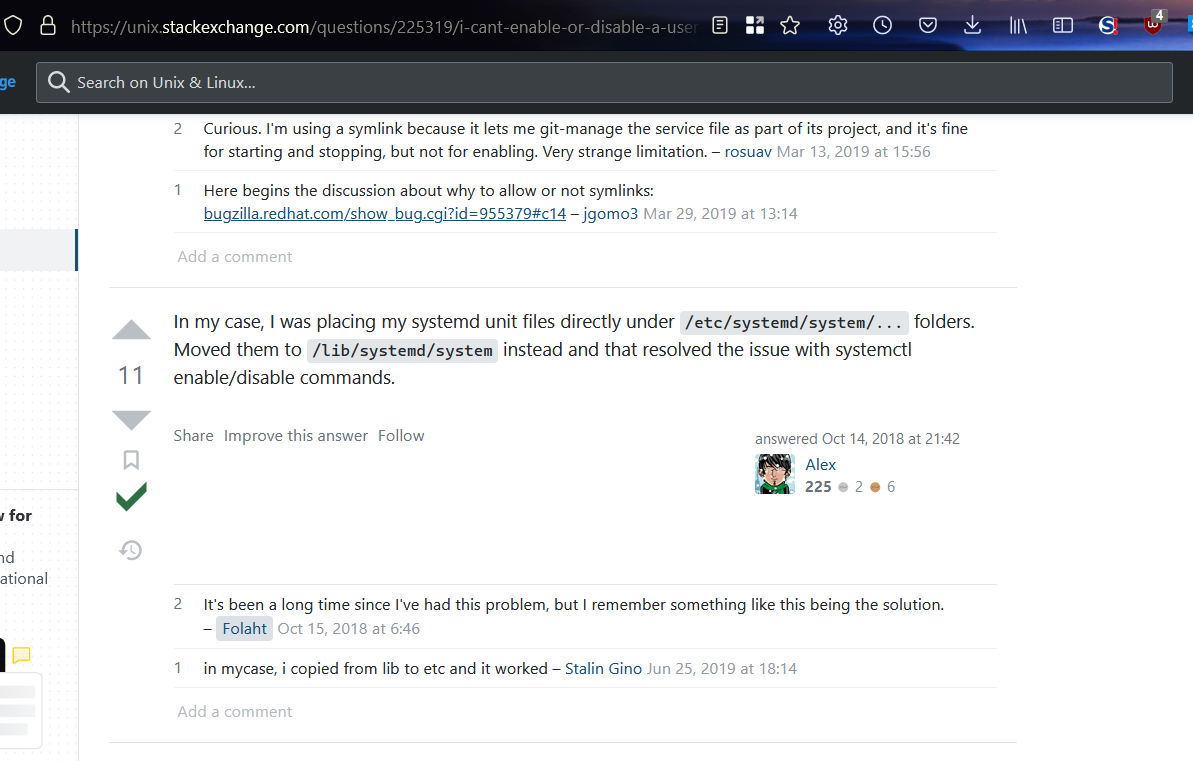 https://unix.stackexchange.com/questions/225319/i-cant-enable-or-disable-a-user
4
ge
Search on Unix & Linux...
2 Curious. I'm using a symlink because it lets me git-manage the service file as part of its project, and it's fine
for starting and stopping, but not for enabling. Very strange limitation. – rosuav Mar 13, 2019 at 15:56
1 Here begins the discussion about why to allow or not symlinks:
bugzilla.redhat.com/show_bug.cgi?id=955379#c14 – jgomo3 Mar 29, 2019 at 13:14
Add a comment
In my case, I was placing my systemd unit files directly under /etc/systemd/system/... folders.
Moved them to /lib/systemd/system instead and that resolved the issue with systemctl
enable/disable commands.
11
Share Improve this answer Follow
answered Oct 14, 2018 at 21:42
Alex
225 2 6
w for
nd
ational
2 It's been a long time since I've had this problem, but I remember something like this being the solution.
– Folaht Oct 15, 2018 at 6:46
1 in mycase, i copied from lib to etc and it worked – Stalin Gino Jun 25, 2019 at 18:14
Add a comment